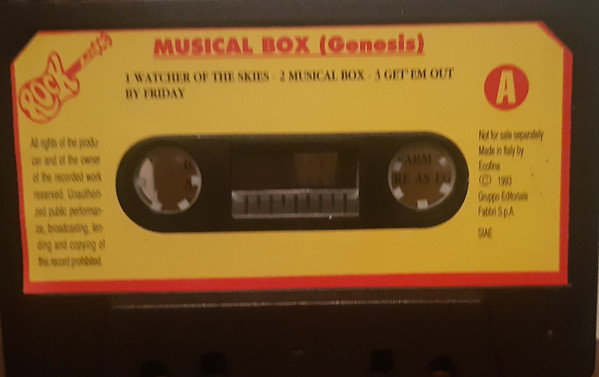 ROCK
MUSICAL BOX (Genesis)
1 WATCHER OF THE SKIES - 2 MUSICAL BOX - 3 GET'EM OUT
BY FRIDAY
A
All rights of the produ-
cer and of the owner
of the recorded work
reserved. Unauthori-
zed public performan-
ce, broadcasting, len-
ding and copying of
this record prohibited.
Not for sale separately
Made in Italy by
Ecofina
© 1993
Gruppo Editoriale
Fabbri S.p.A.
SIAE